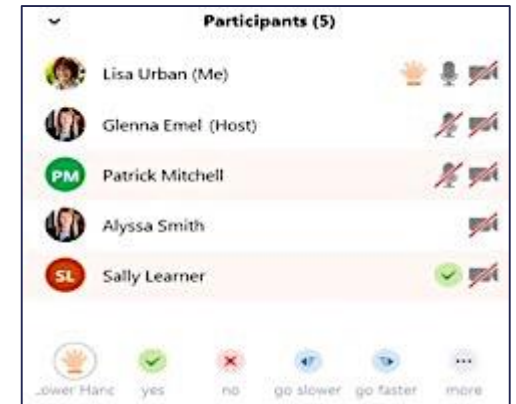 Participants (5)
Lisa Urban (Me)
Glenna Emel (Host)
PM Patrick Mitchell
Alyssa Smith
SL Sally Learner
Lower Hand yes no go slower go faster more